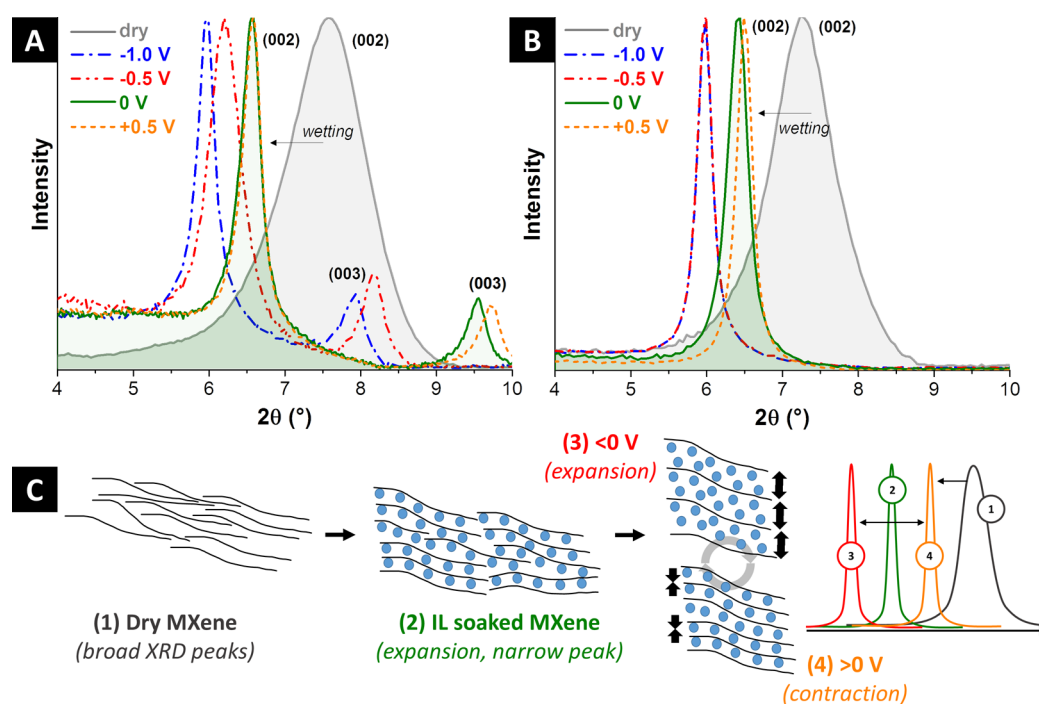 A
Intensity
dry
-1.0 V
-0.5 V
0 V
+0.5 V
(002)
(002)
wetting
(003)
(003)
4
5
6
7
8
9
10
2θ (°)
B
Intensity
dry
-1.0 V
-0.5 V
0 V
+0.5 V
(002)
(002)
wetting
4
5
6
7
8
9
10
2θ (°)
C
(1) Dry MXene
(broad XRD peaks)
(2) IL soaked MXene
(expansion, narrow peak)
(3) <0 V
(expansion)
(4) >0 V
(contraction)
2
1
3
4